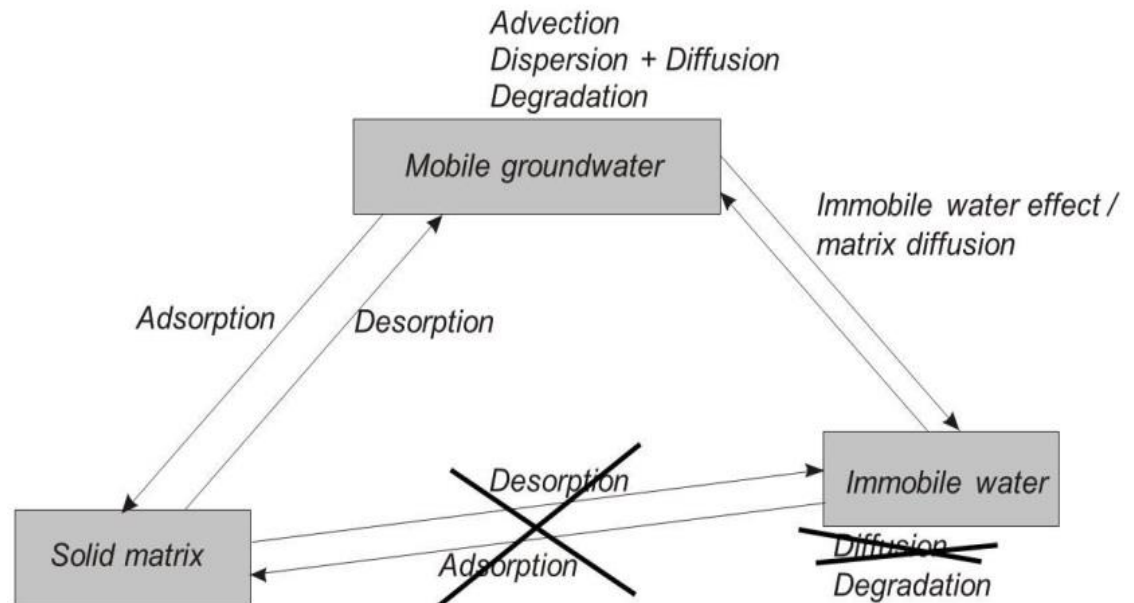 Advection
Dispersion + Diffusion
Degradation
Mobile groundwater
Immobile water effect /
matrix diffusion
Adsorption
Desorption
Desorption
Immobile water
Solid matrix
Adsorption
Diffusion
Degradation